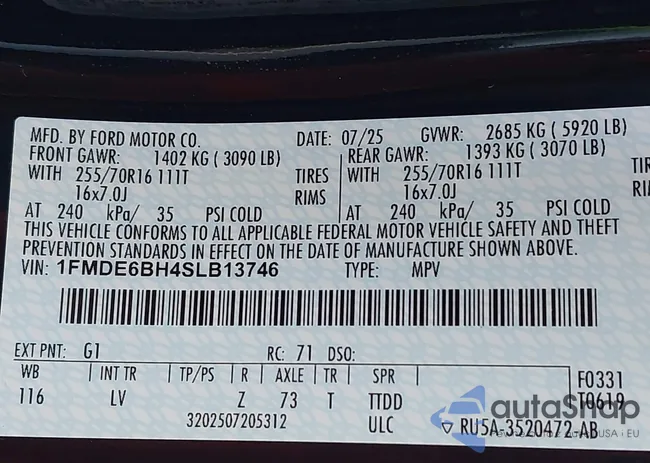 MFD. BY FORD MOTOR CO. DATE: 07/25 GVWR: 2685 KG ( 5920 LB)
FRONT GAWR: 1402 KG ( 3090 LB) REAR GAWR: 1393 KG ( 3070 LB)
WITH 255/70R16 111T TIRES WITH 255/70R16 111T TI
16x7.0J RIMS 16x7.0J RI
AT 240 kPa/ 35 PSI COLD AT 240 kPa/ 35 PSI COLD
THIS VEHICLE CONFORMS TO ALL APPLICABLE FEDERAL MOTOR VEHICLE SAFETY AND THEFT
PREVENTION STANDARDS IN EFFECT ON THE DATE OF MANUFACTURE SHOWN ABOVE.
VIN: 1FMDE6BH4SLB13746 TYPE: MPV
EXT PNT: G1 RC: 71 DSO:
WB INT TR TP/PS R AXLE TR SPR F0331
116 LV Z 73 T TTDD T0619
3202507205312 ULC RU5A-3520472-AB
autoSnap